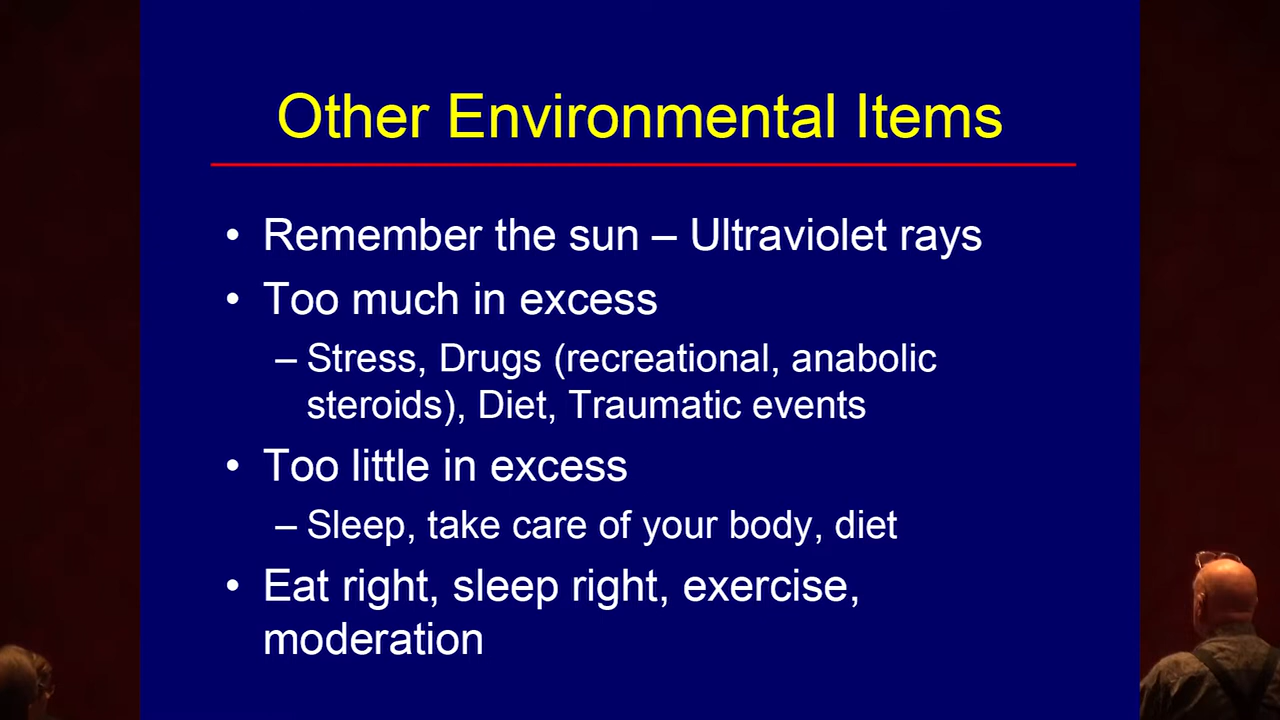 Other Environmental Items
• Remember the sun – Ultraviolet rays
• Too much in excess
– Stress, Drugs (recreational, anabolic
steroids), Diet, Traumatic events
• Too little in excess
– Sleep, take care of your body, diet
• Eat right, sleep right, exercise,
moderation